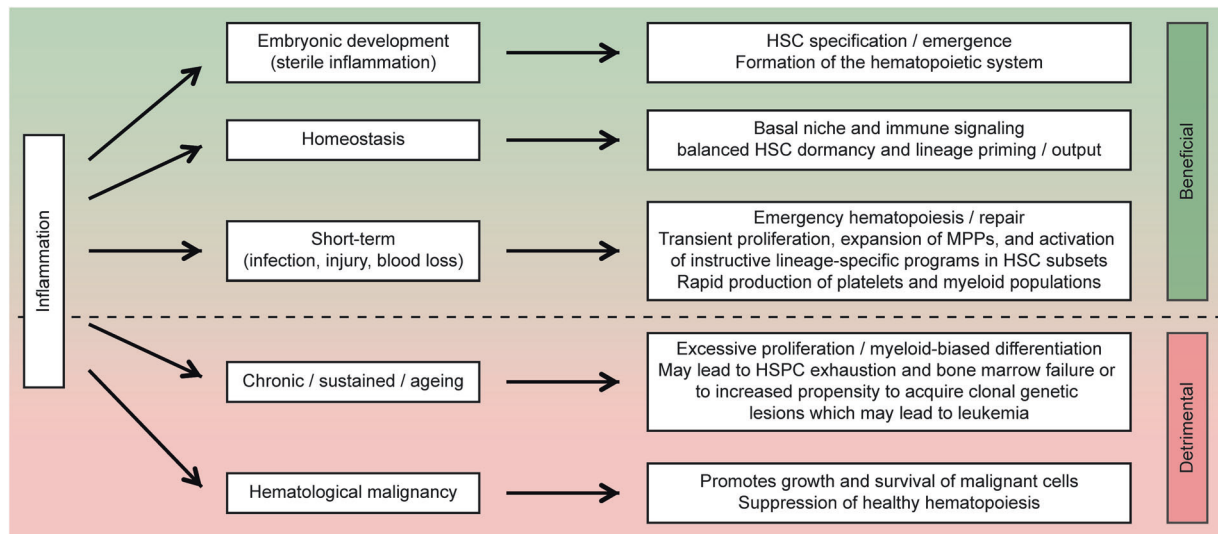 Inflammation
Embryonic development
(sterile inflammation)
HSC specification / emergence
Formation of the hematopoietic system
Homeostasis
Basal niche and immune signaling
balanced HSC dormancy and lineage priming / output
Short-term
(infection, injury, blood loss)
Emergency hematopoiesis / repair
Transient proliferation, expansion of MPPs, and activation
of instructive lineage-specific programs in HSC subsets
Rapid production of platelets and myeloid populations
Beneficial
Chronic / sustained / ageing
Excessive proliferation / myeloid-biased differentiation
May lead to HSPC exhaustion and bone marrow failure or
to increased propensity to acquire clonal genetic
lesions which may lead to leukemia
Hematological malignancy
Promotes growth and survival of malignant cells
Suppression of healthy hematopoiesis
Detrimental